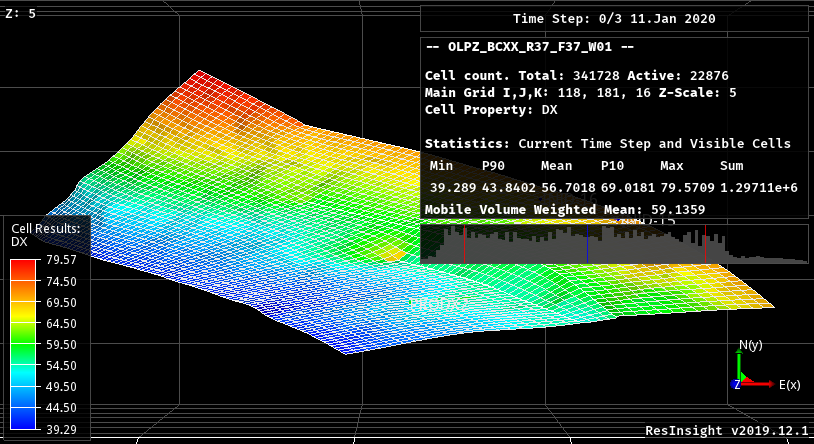 Z: 5
Time Step: 0/3 11.Jan 2020
-- OLPZ_BCXX_R37_F37_W01 --
Cell count. Total: 341728 Active: 22876
Main Grid I,J,K: 118, 181, 16 Z-Scale: 5
Cell Property: DX
Statistics: Current Time Step and Visible Cells
Min P90 Mean P10 Max Sum
39.289 43.8402 56.7018 69.0181 79.5709 1.29711e+6
Mobile Volume Weighted Mean: 59.1359
Cell Results:
DX
79.57
74.50
69.50
64.50
59.50
54.50
49.50
44.50
39.29
N(y)
Z
E(x)
ResInsight v2019.12.1